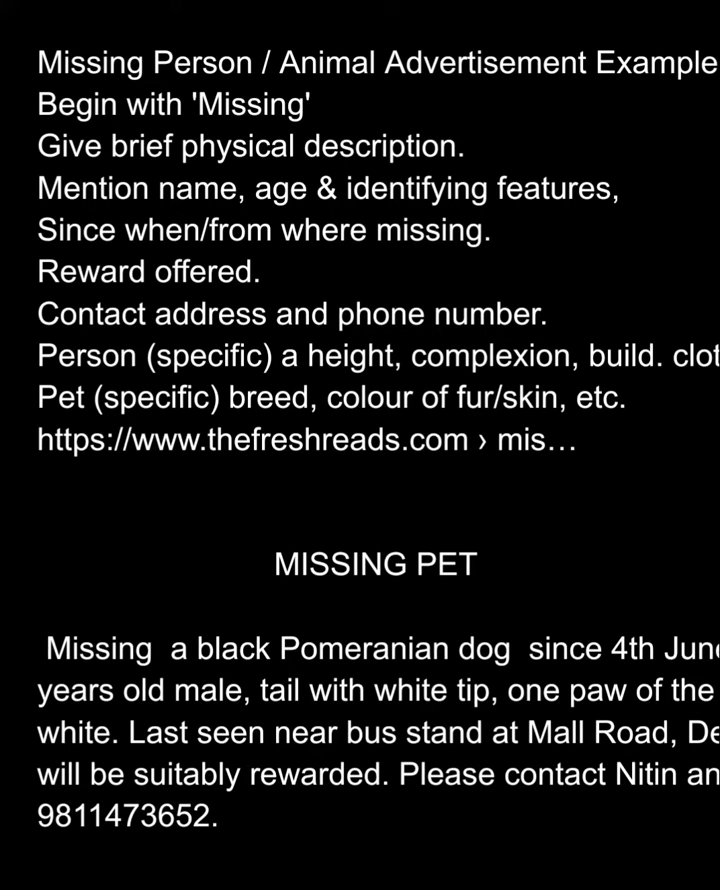 Missing Person / Animal Advertisement Example
Begin with 'Missing'
Give brief physical description.
Mention name, age & identifying features,
Since when/from where missing.
Reward offered.
Contact address and phone number.
Person (specific) a height, complexion, build.
Pet (specific) breed, colour of fur/skin, etc.
https://www.thefreshreads.com › mis...
MISSING PET
Missing a black Pomeranian dog since 4th
years old male, tail with white tip, one paw of the
white. Last seen near bus stand at Mall Road,
will be suitably rewarded. Please contact Nitin
9811473652.